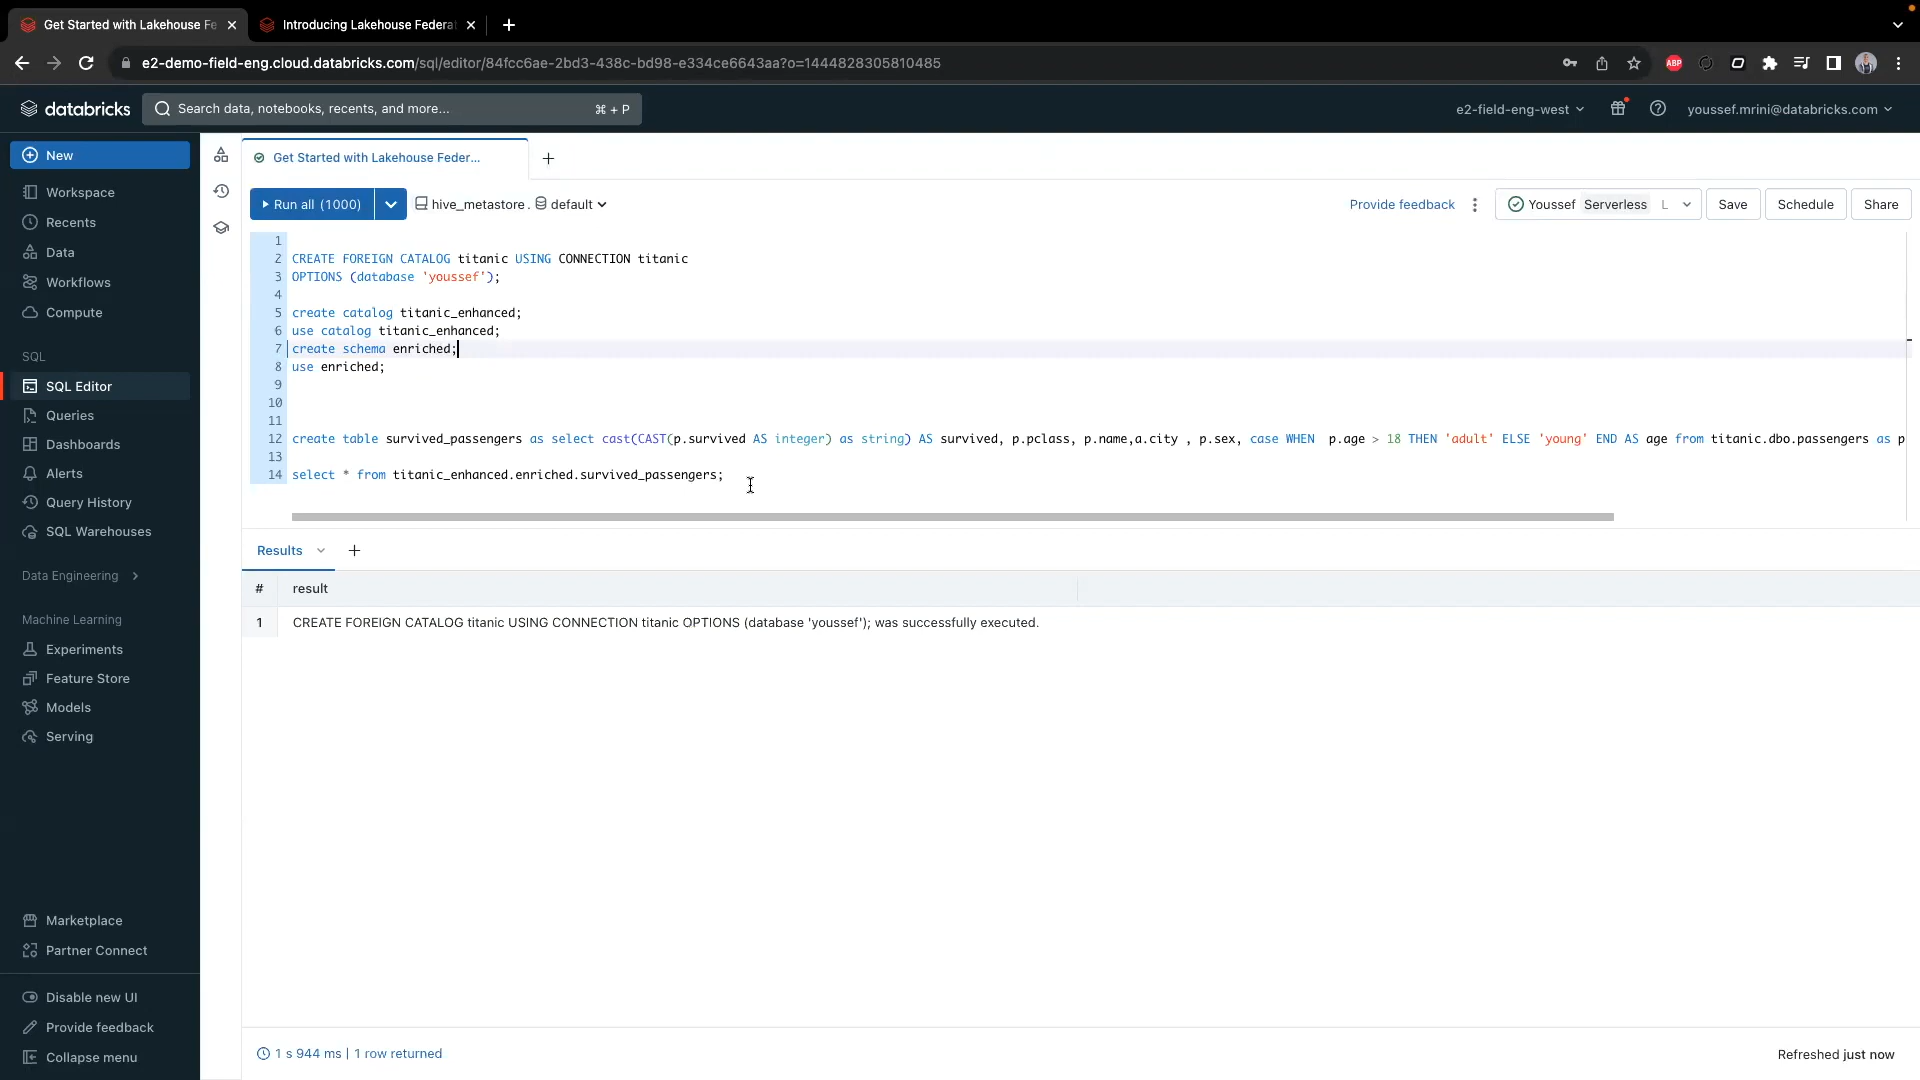 Get Started with Lakehouse Fe
Introducing Lakehouse Federa
e2-demo-field-eng.cloud.databricks.com/sql/editor/84fcc6ae-2bd3-438c-bd98-e334ce6643aa?o=1444828305810485
ABP
databricks
Search data, notebooks, recents, and more...
⌘ + P
e2-field-eng-west
youssef.mrini@databricks.com
New
Workspace
Recents
Data
Workflows
Compute
SQL
SQL Editor
Queries
Dashboards
Alerts
Query History
SQL Warehouses
Data Engineering
Machine Learning
Experiments
Feature Store
Models
Serving
Marketplace
Partner Connect
Disable new UI
Provide feedback
Collapse menu
Get Started with Lakehouse Feder...
Run all (1000)
hive_metastore . default
Provide feedback
Youssef Serverless L
Save
Schedule
Share
1
2 CREATE FOREIGN CATALOG titanic USING CONNECTION titanic
3 OPTIONS (database 'youssef');
4
5 create catalog titanic_enhanced;
6 use catalog titanic_enhanced;
7 create schema enriched;
8 use enriched;
9
10
11
12 create table survived_passengers as select cast(CAST(p.survived AS integer) as string) AS survived, p.pclass, p.name,a.city , p.sex, case WHEN  p.age > 18 THEN 'adult' ELSE 'young' END AS age from titanic.dbo.passengers as p
13
14 select * from titanic_enhanced.enriched.survived_passengers;
Results
# result
1 CREATE FOREIGN CATALOG titanic USING CONNECTION titanic OPTIONS (database 'youssef'); was successfully executed.
1 s 944 ms | 1 row returned
Refreshed just now